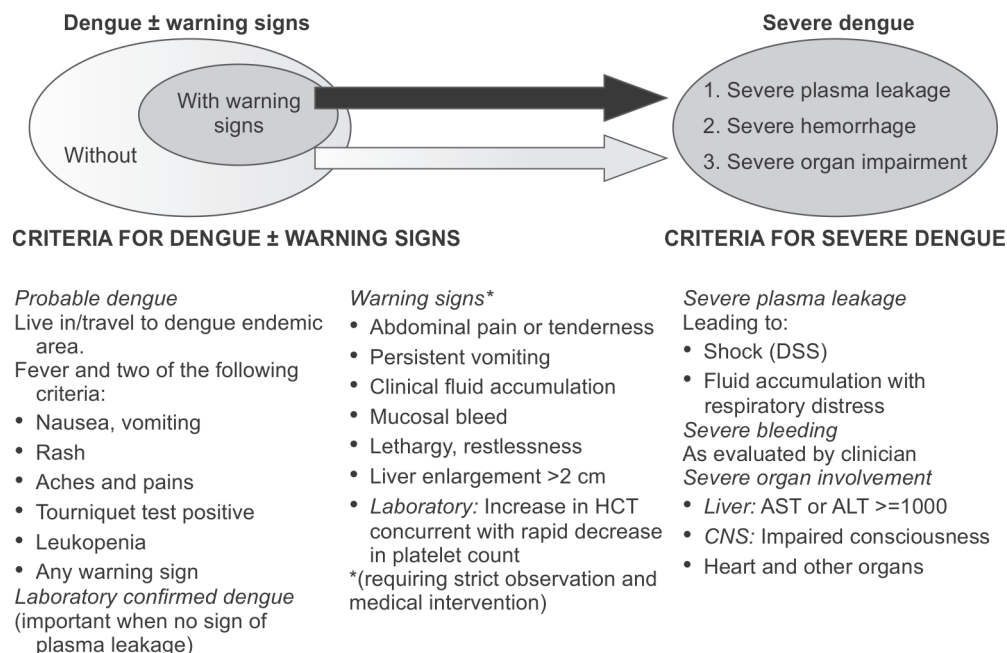 Dengue ± warning signs
Severe dengue
With warning
signs
Without
1. Severe plasma leakage
2. Severe hemorrhage
3. Severe organ impairment
CRITERIA FOR DENGUE ± WARNING SIGNS
CRITERIA FOR SEVERE DENGUE
Probable dengue
Live in/travel to dengue endemic
area.
Fever and two of the following
criteria:
• Nausea, vomiting
• Rash
• Aches and pains
• Tourniquet test positive
• Leukopenia
• Any warning sign
Laboratory confirmed dengue
(important when no sign of
plasma leakage)
Warning signs*
• Abdominal pain or tenderness
• Persistent vomiting
• Clinical fluid accumulation
• Mucosal bleed
• Lethargy, restlessness
• Liver enlargement >2 cm
• Laboratory: Increase in HCT
concurrent with rapid decrease
in platelet count
*(requiring strict observation and
medical intervention)
Severe plasma leakage
Leading to:
• Shock (DSS)
• Fluid accumulation with
respiratory distress
Severe bleeding
As evaluated by clinician
Severe organ involvement
• Liver: AST or ALT >=1000
• CNS: Impaired consciousness
• Heart and other organs